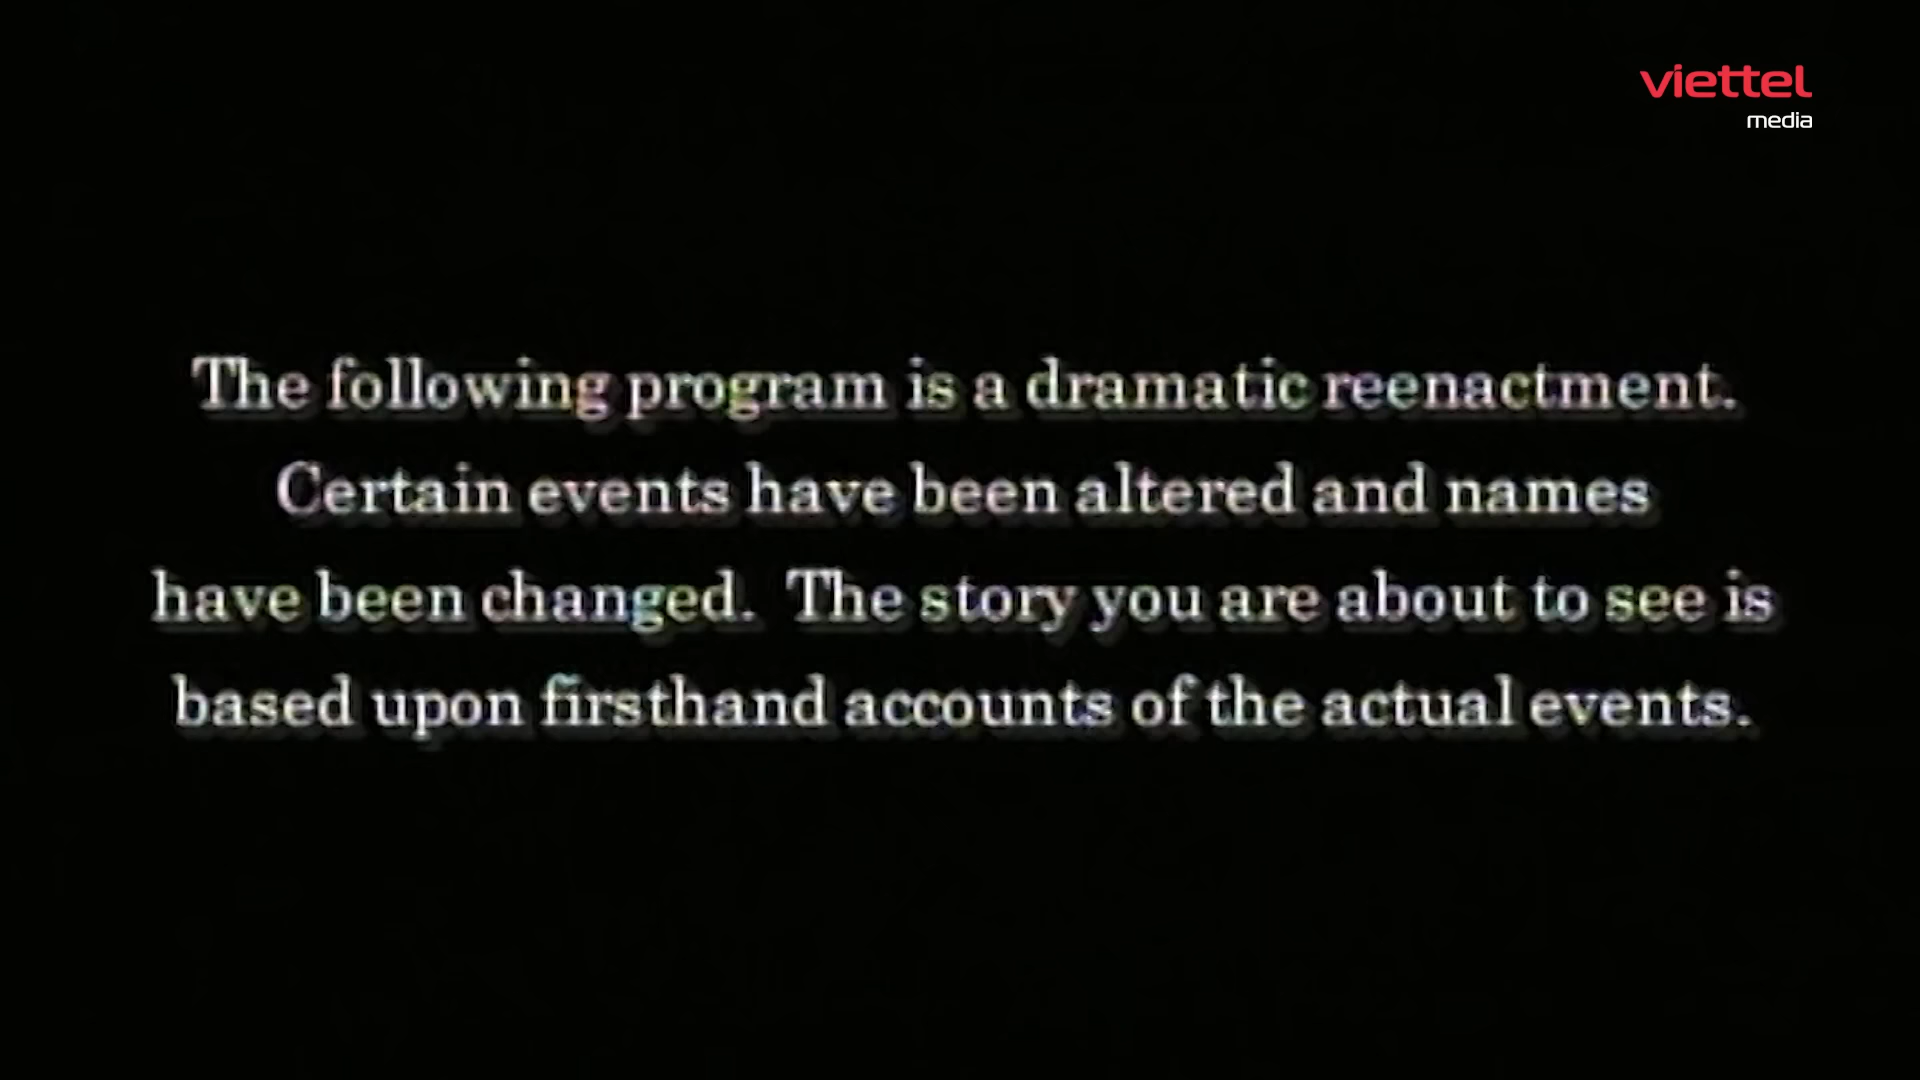 viettel
media
The following program is a dramatic reenactment.
Certain events have been altered and names
have been changed. The story you are about to see is
based upon firsthand accounts of the actual events.